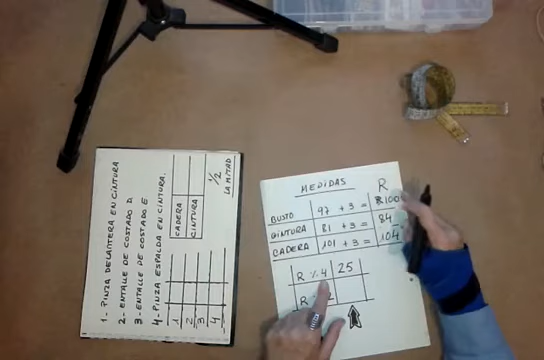 1- PINZA DELANTERA EN CINTURA
2- ENTALLE DE COSTADO D
3- ENTALLE DE COSTADO E
4- PINZA ESPALDA EN CINTURA.
CADERA
CINTURA
1/2
LA MITAD
1
2
3
4
MEDIDAS
R
BUSTO 97 + 3 = 100
CINTURA 81 + 3 = 84
CADERA 101 + 3 = 104
R ٪ 4 25
R